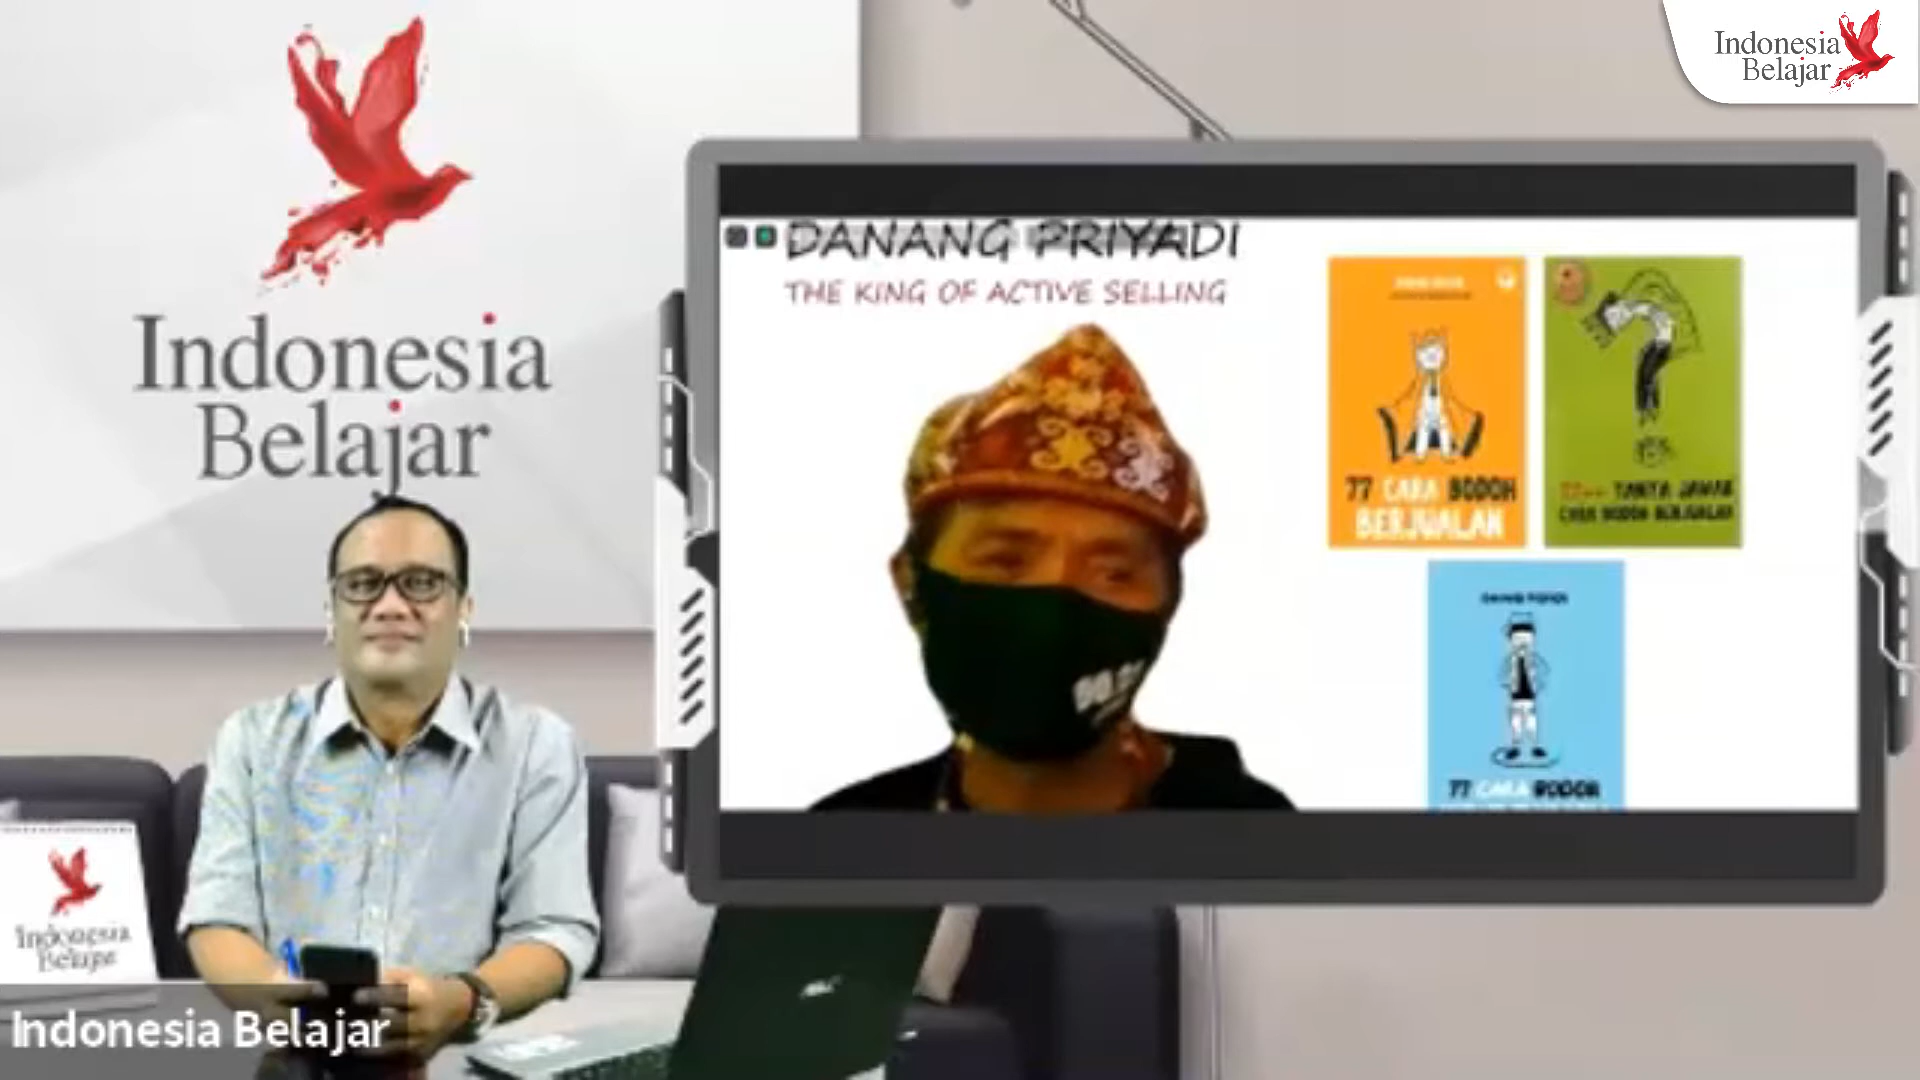 Indonesia
Belajar
Indonesia
Belajar
DANANG PRIYADI
THE KING OF ACTIVE SELLING
77 CARA BODOH
BERJUALAN
TANYA JAWAB
CARA BODOH BERJUALAN
77 CARA BODOH
Indonesia
Belajar
Indonesia Belajar